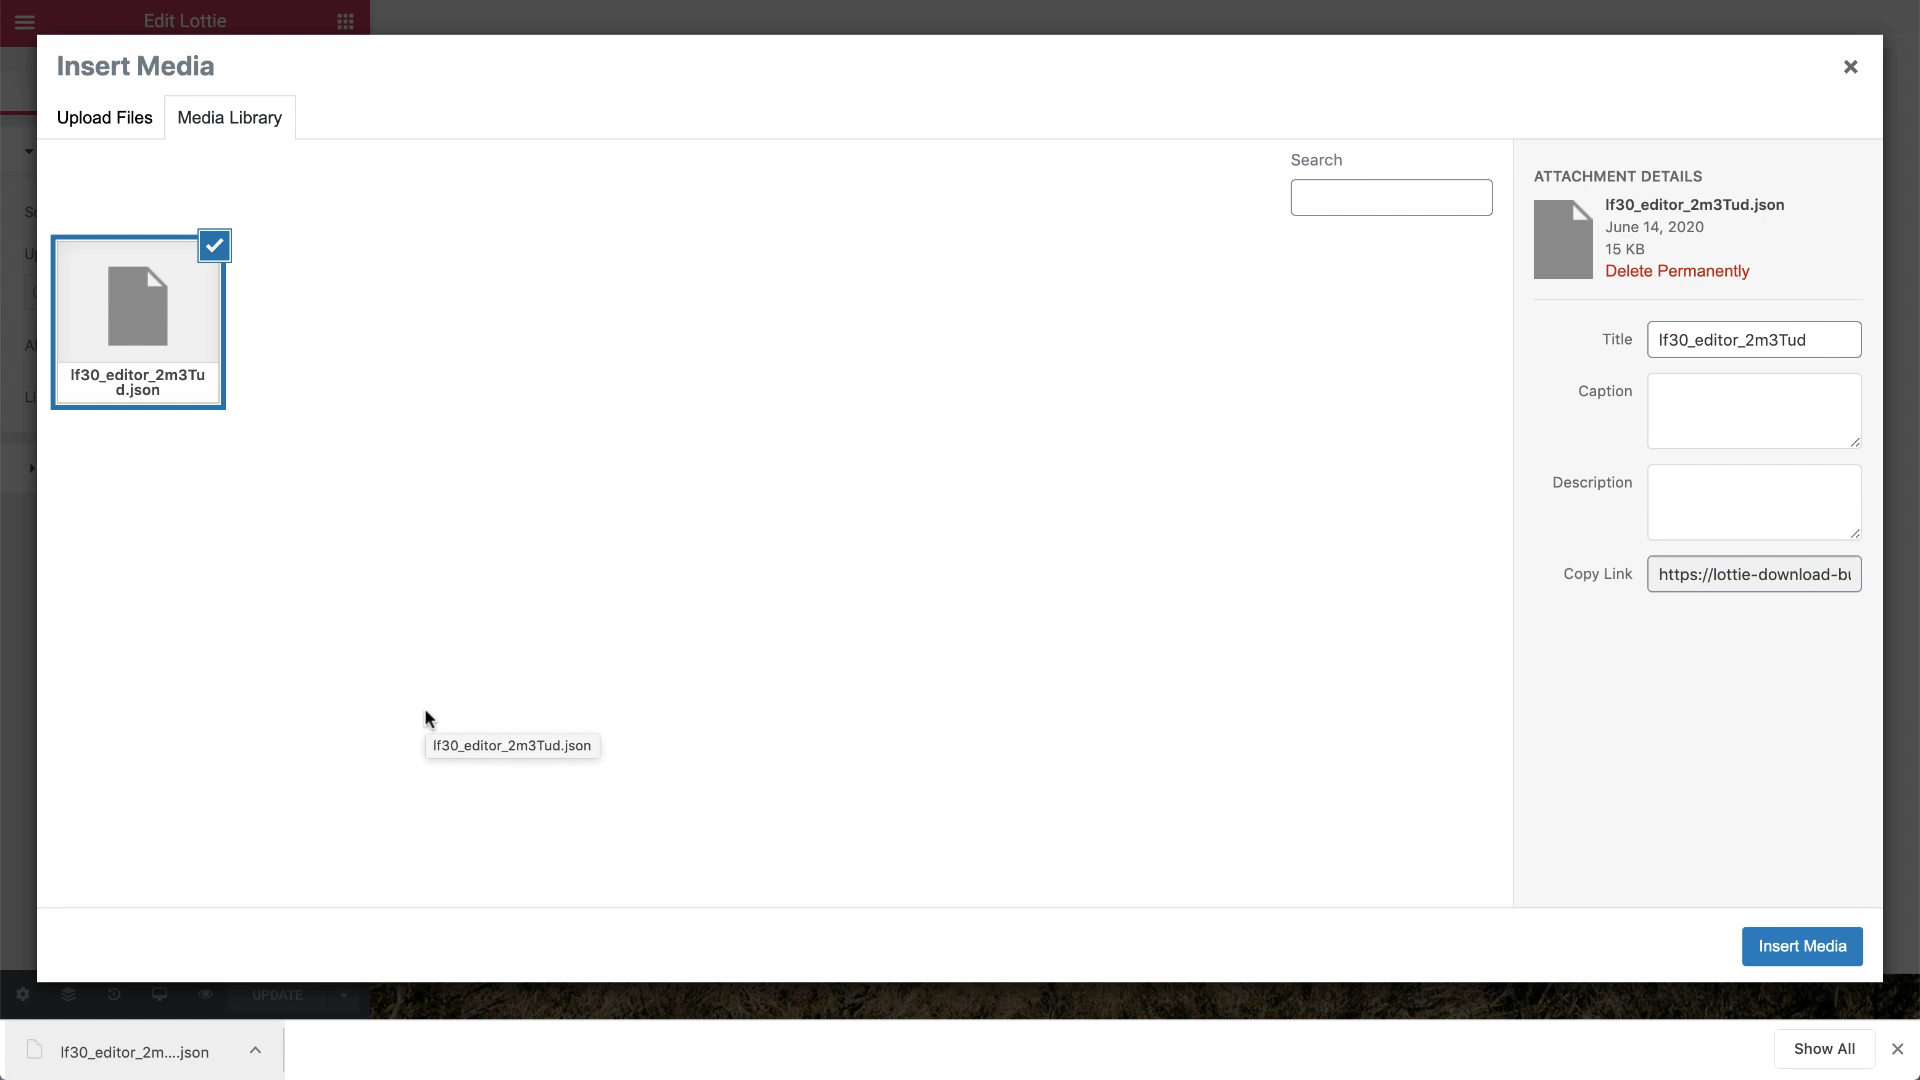 Edit Lottie
Insert Media
Upload Files
Media Library
Search
lf30_editor_2m3Tu
d.json
lf30_editor_2m3Tud.json
ATTACHMENT DETAILS
lf30_editor_2m3Tud.json
June 14, 2020
15 KB
Delete Permanently
Title
lf30_editor_2m3Tud
Caption
Description
Copy Link
https://lottie-download-bu
Insert Media
UPDATE
lf30_editor_2m....json
Show All